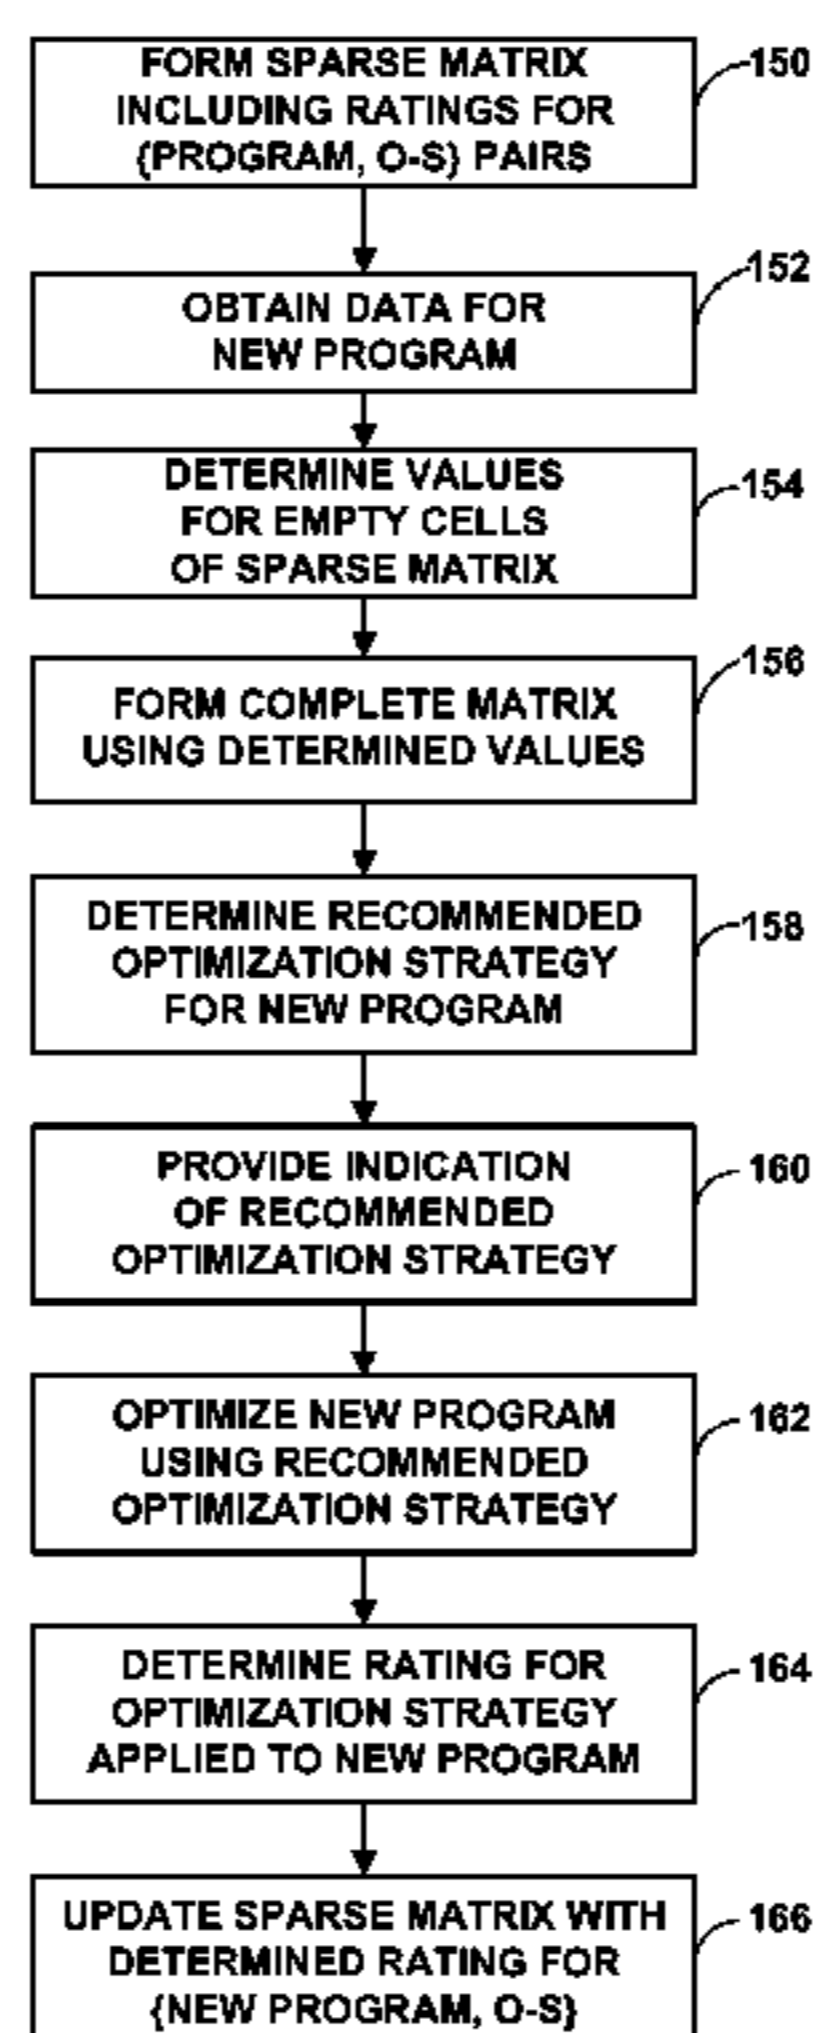 FORM SPARSE MATRIX
INCLUDING RATINGS FOR
{PROGRAM, O-S} PAIRS
150
OBTAIN DATA FOR
NEW PROGRAM
152
DETERMINE VALUES
FOR EMPTY CELLS
OF SPARSE MATRIX
154
FORM COMPLETE MATRIX
USING DETERMINED VALUES
156
DETERMINE RECOMMENDED
OPTIMIZATION STRATEGY
FOR NEW PROGRAM
158
PROVIDE INDICATION
OF RECOMMENDED
OPTIMIZATION STRATEGY
160
OPTIMIZE NEW PROGRAM
USING RECOMMENDED
OPTIMIZATION STRATEGY
162
DETERMINE RATING FOR
OPTIMIZATION STRATEGY
APPLIED TO NEW PROGRAM
164
UPDATE SPARSE MATRIX WITH
DETERMINED RATING FOR
{NEW PROGRAM, O-S}
166